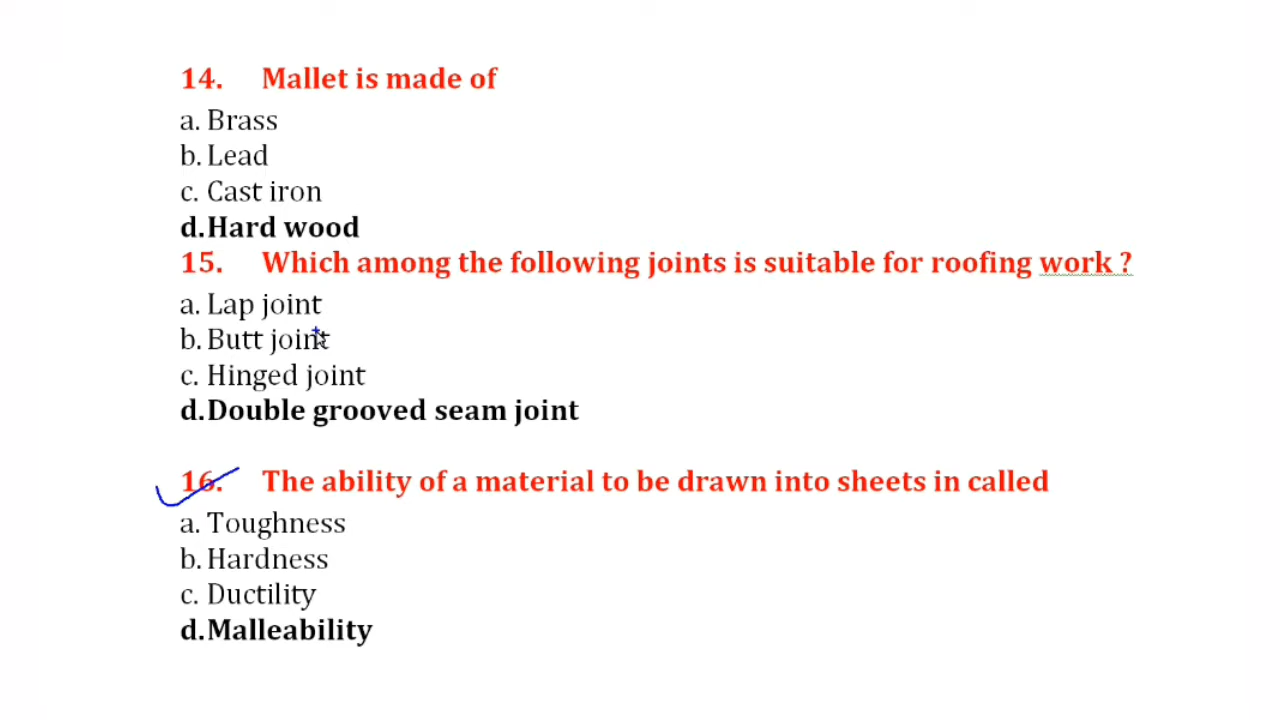 14. Mallet is made of
a. Brass
b. Lead
c. Cast iron
d. Hard wood
15. Which among the following joints is suitable for roofing work ?
a. Lap joint
b. Butt joint
c. Hinged joint
d. Double grooved seam joint
16. The ability of a material to be drawn into sheets in called
a. Toughness
b. Hardness
c. Ductility
d. Malleability